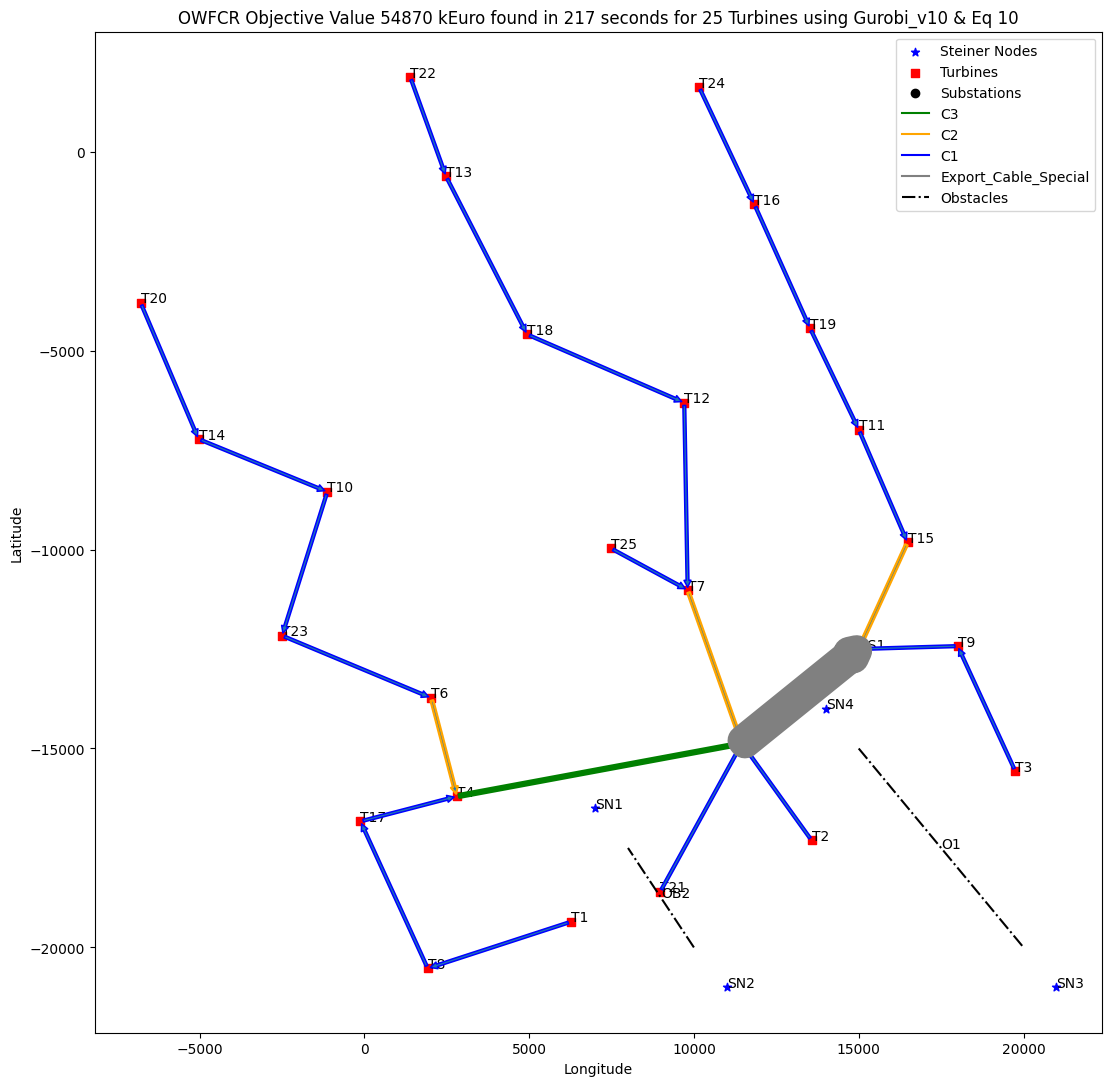 OWFCR Objective Value 54870 kEuro found in 217 seconds for 25 Turbines using Gurobi_v10 & Eq 10
Steiner Nodes
Turbines
Substations
C3
C2
C1
Export_Cable_Special
Obstacles
T22
T24
0
T13
T16
T20
T19
T18
−5000
T12
T11
T14
T10
T15
T25
−10000
T7
T23
T9
T6
SN4
−15000
T3
T4
SN1
T17
T2
O1
T21
OB2
T1
−20000
T8
SN2
SN3
−5000
0
5000
10000
15000
20000
Latitude
Longitude